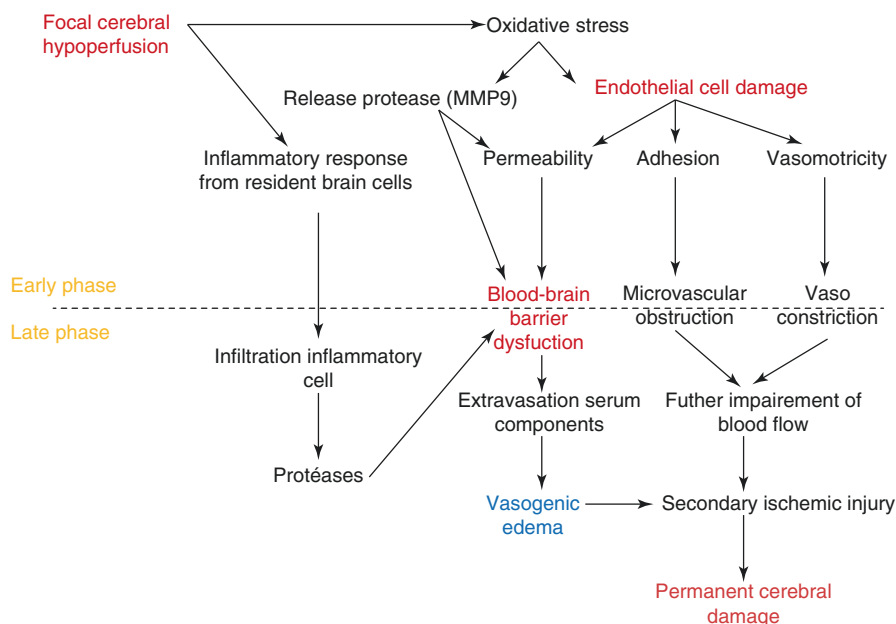 Focal cerebral
hypoperfusion
Oxidative stress
Release protease (MMP9)
Endothelial cell damage
Inflammatory response
from resident brain cells
Permeability
Adhesion
Vasomotricity
Early phase
Late phase
Blood-brain
barrier
dysfuction
Microvascular
obstruction
Vaso
constriction
Infiltration inflammatory
cell
Extravasation serum
components
Futher impairement of
blood flow
Protéases
Vasogenic
edema
Secondary ischemic injury
Permanent cerebral
damage